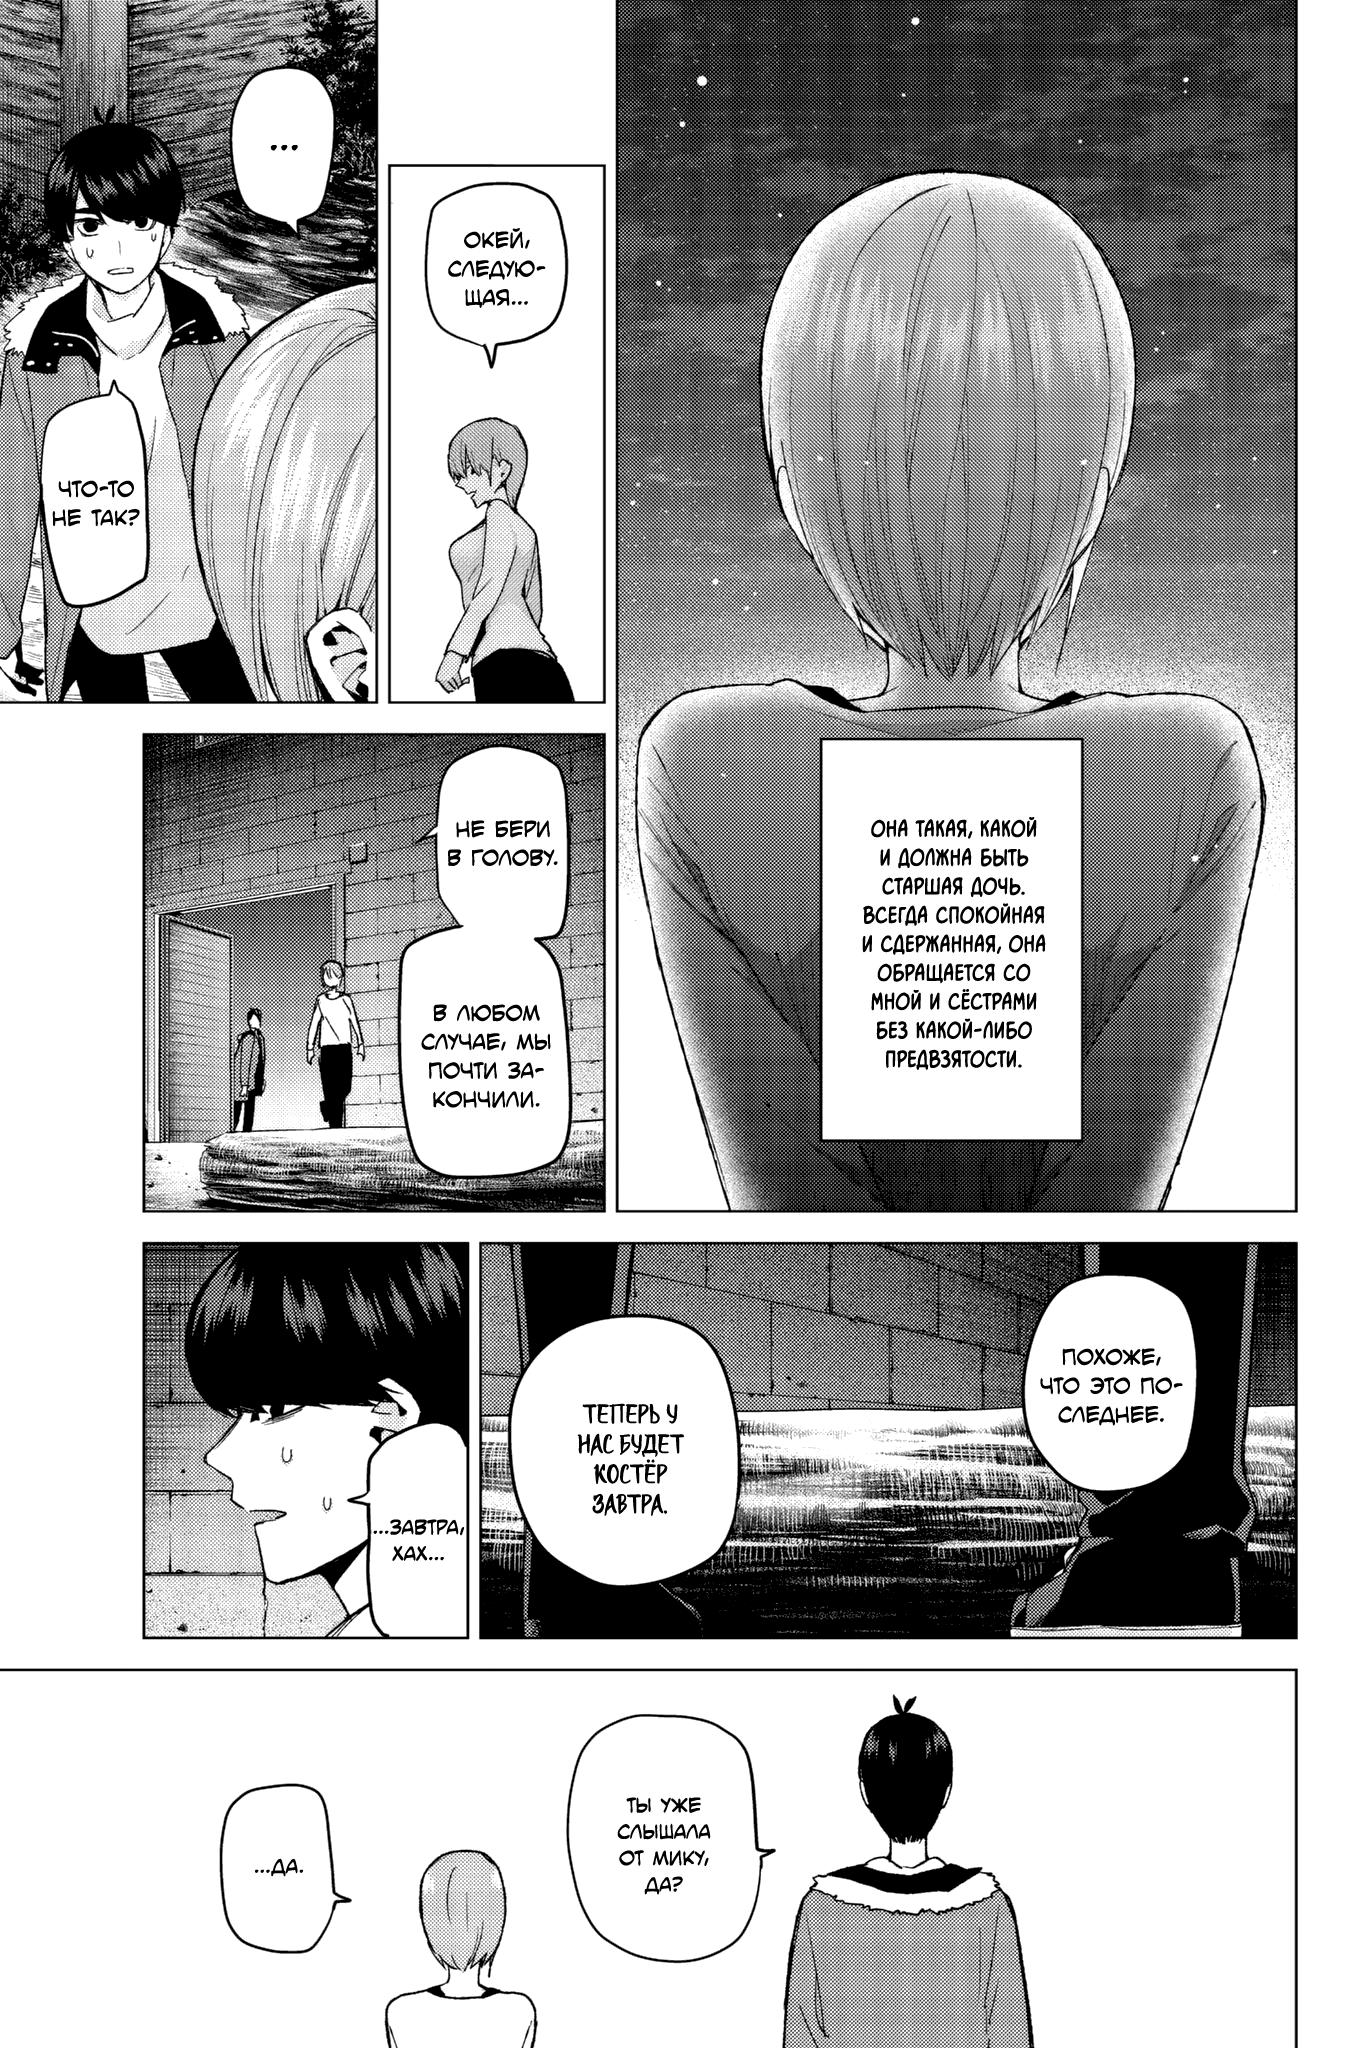 ОНА ТАКАЯ, КАКОЙ
И ДОЛЖНА БЫТЬ
СТАРШАЯ ДОЧЬ.
ВСЕГДА СПОКОЙНАЯ
И СДЕРЖАННАЯ, ОНА
ОБРАЩАЕТСЯ СО
МНОЙ И СЁСТРАМИ
БЕЗ КАКОЙ-ЛИБО
ПРЕДВЗЯТОСТИ.
ОКЕЙ,
СЛЕДУЮ-
ЩАЯ...
...
ЧТО-ТО
НЕ ТАК?
НЕ БЕРИ
В ГОЛОВУ.
В ЛЮБОМ
СЛУЧАЕ, МЫ
ПОЧТИ ЗА-
КОНЧИЛИ.
ПОХОЖЕ,
ЧТО ЭТО ПО-
СЛЕДНЕЕ.
ТЕПЕРЬ У
НАС БУДЕТ
КОСТЁР
ЗАВТРА.
...ЗАВТРА,
ХАХ...
ТЫ УЖЕ
СЛЫШАЛА
ОТ МИКУ,
ДА?
...ДА.